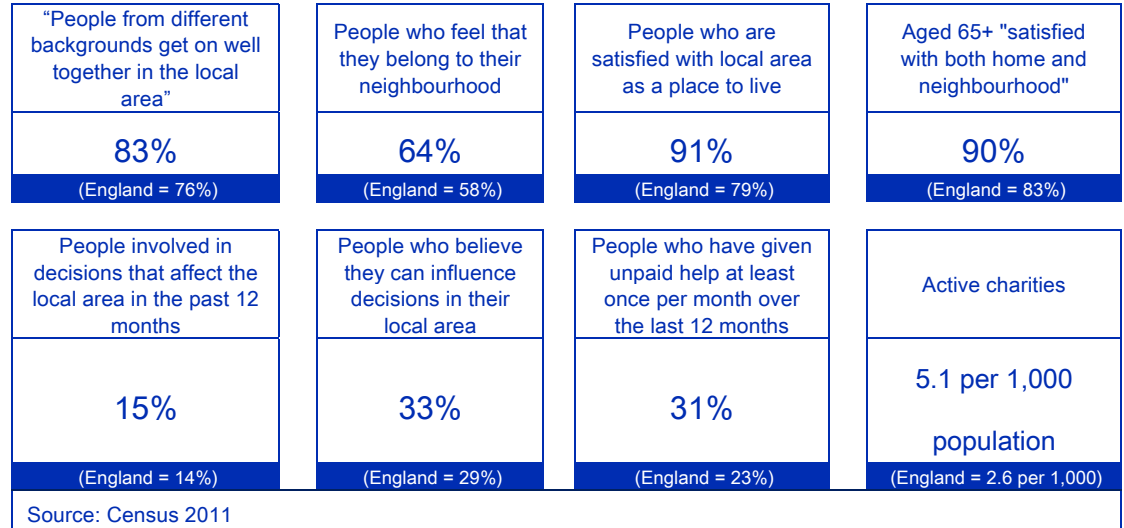 “People from different
backgrounds get on well
together in the local
area”
83%
(England = 76%)
People who feel that
they belong to their
neighbourhood
64%
(England = 58%)
People who are
satisfied with local area
as a place to live
91%
(England = 79%)
Aged 65+ "satisfied
with both home and
neighbourhood"
90%
(England = 83%)
People involved in
decisions that affect the
local area in the past 12
months
15%
(England = 14%)
People who believe
they can influence
decisions in their
local area
33%
(England = 29%)
People who have given
unpaid help at least
once per month over
the last 12 months
31%
(England = 23%)
Active charities
5.1 per 1,000
population
(England = 2.6 per 1,000)
Source: Census 2011